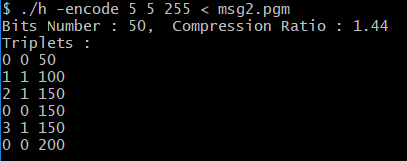 $ ./h -encode 5 5 255 < msg2.pgm
Bits Number : 50,  Compression Ratio : 1.44
Triplets :
0 0 50
1 1 100
2 1 150
0 0 150
3 1 150
0 0 200